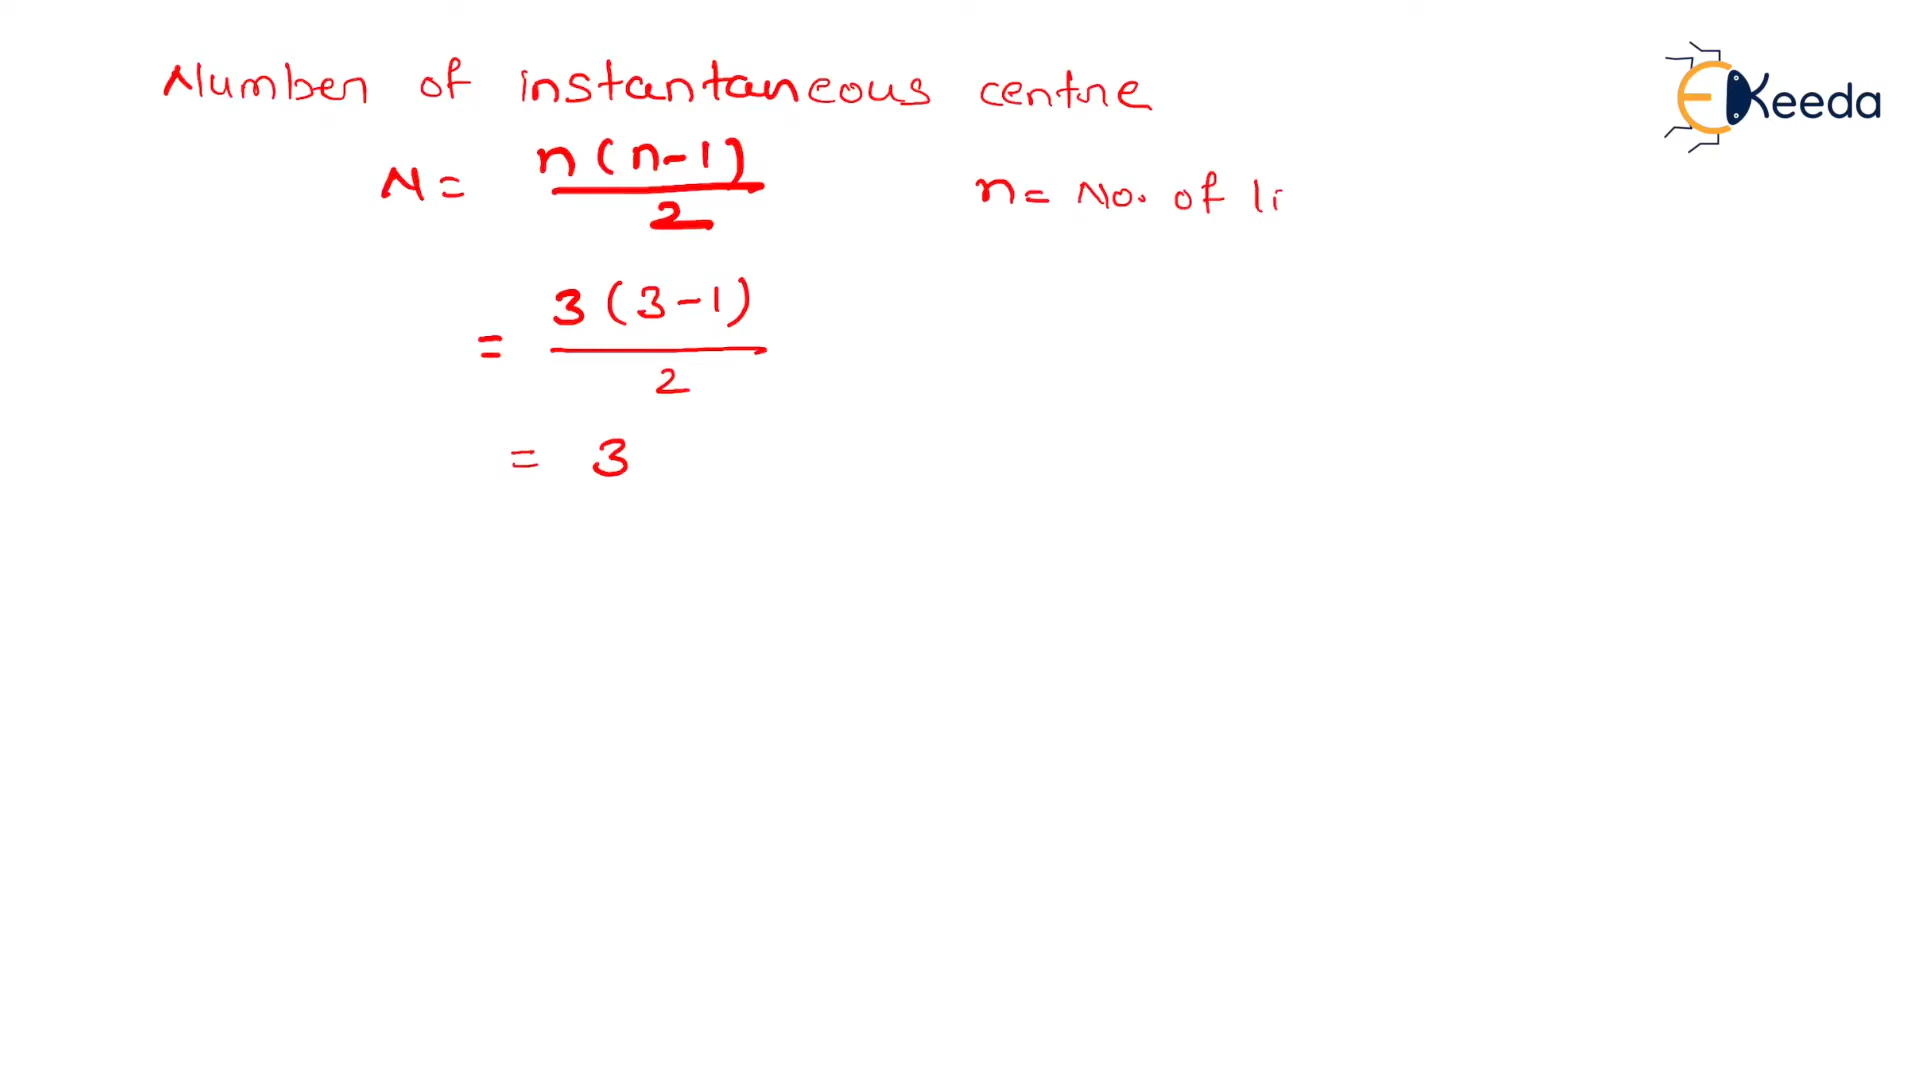 Number of instantaneous centre
EKeeda
N = n(n-1)/2
n = No. of li
= 3(3-1)/2
= 3